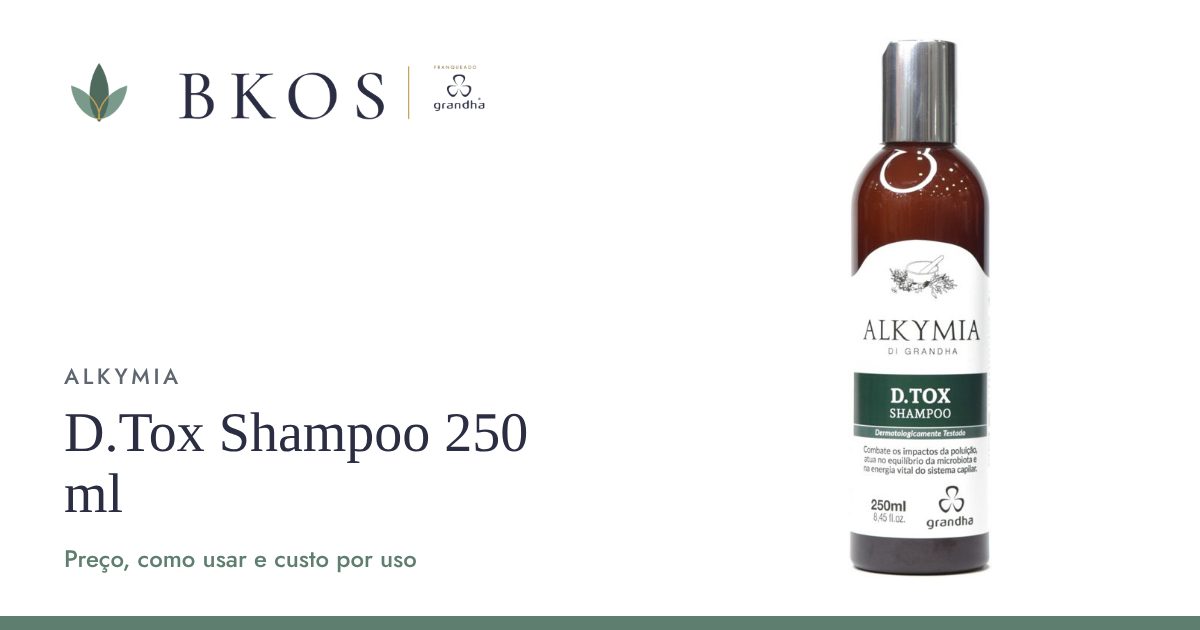 BKOS
FRANQUEADO
grandha
ALKYMIA
D.Tox Shampoo 250
ml
Preço, como usar e custo por uso
ALKYMIA
DI GRANDHA
D.TOX
SHAMPOO
Dermatologicamente Testado
Combate os impactos da poluição,
atua no equilíbrio da microbiota e
na energia vital do sistema capilar.
250ml
8,45 fl.oz.
grandha